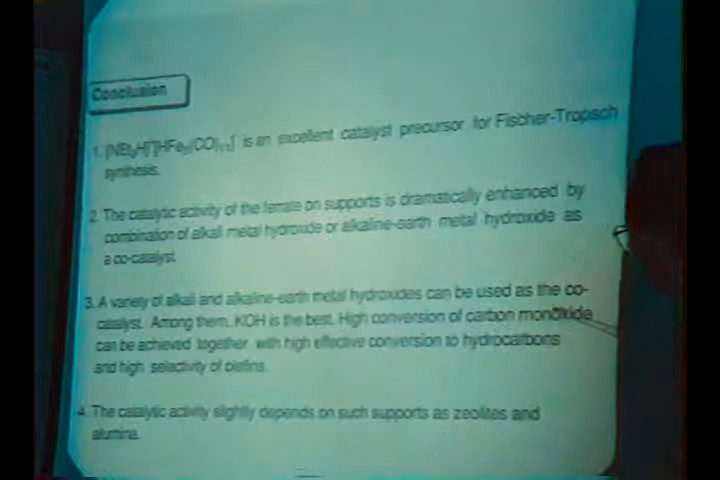 Conclusion
1. [NEt₃H]⁺[HFe₃(CO)₁₁]⁻ is an excellent catalyst precursor for Fischer-Tropsch
synthesis.
2. The catalytic activity of the ferrate on supports is dramatically enhanced by
combination of alkali metal hydroxide or alkaline-earth metal hydroxide as
a co-catalyst.
3. A variety of alkali and alkaline-earth metal hydroxides can be used as the co-
catalyst. Among them, KOH is the best. High conversion of carbon monoxide
can be achieved together with high effective conversion to hydrocarbons
and high selectivity of olefins.
4. The catalytic activity slightly depends on such supports as zeolites and
alumina.